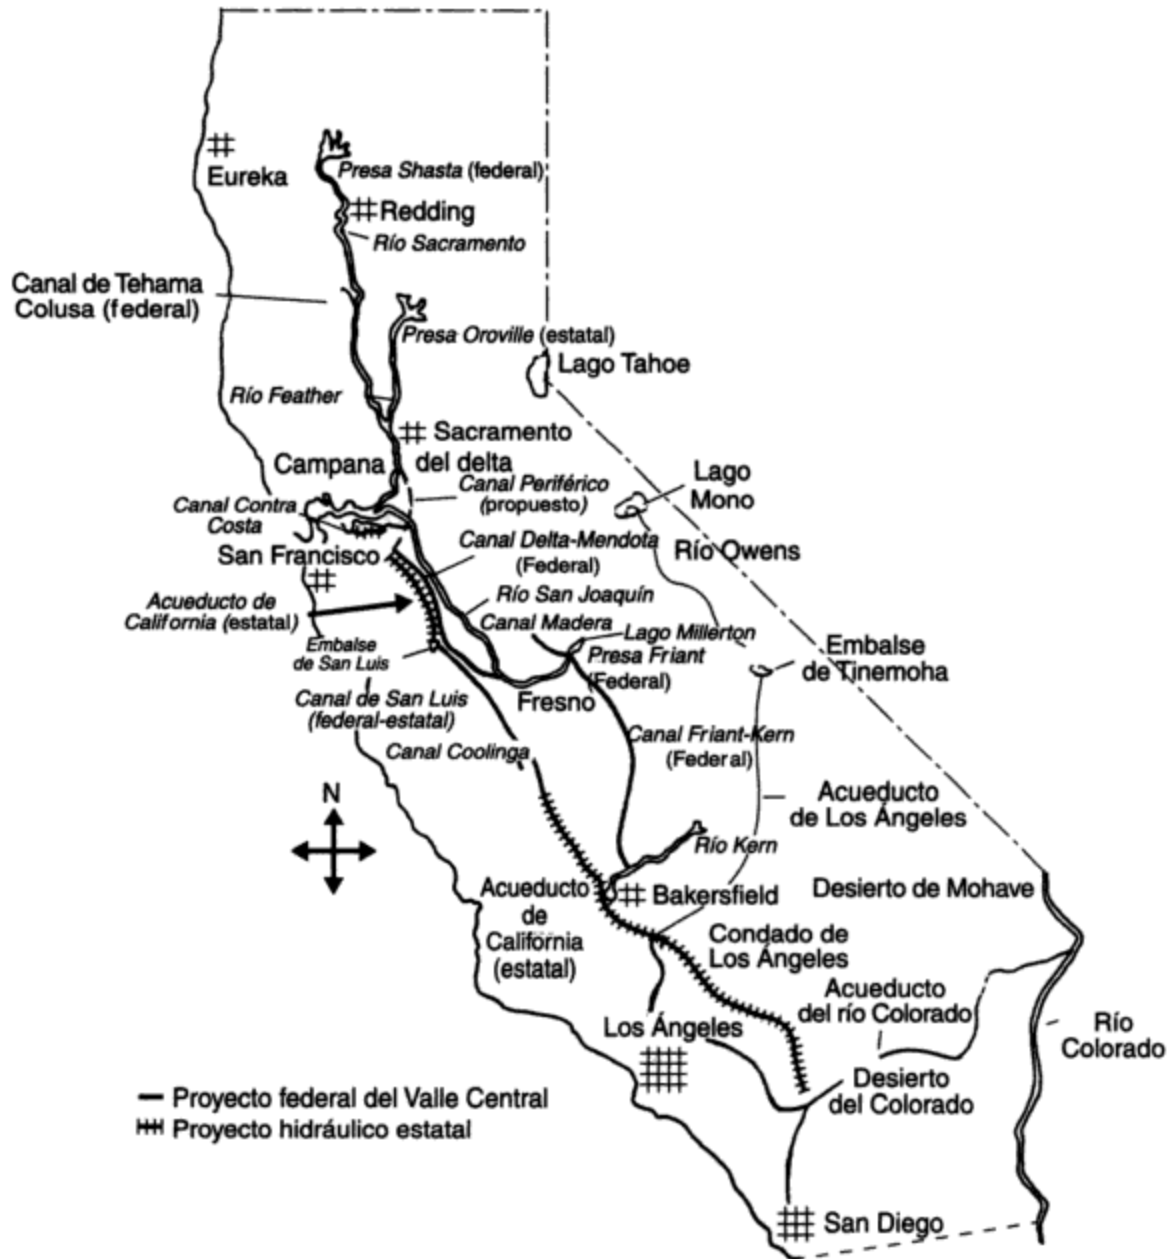 Eureka
Presa Shasta (federal)
Redding
Río Sacramento
Canal de Tehama
Colusa (federal)
Presa Oroville (estatal)
Lago Tahoe
Río Feather
Sacramento
Campana del delta
Canal Periférico
(propuesto)
Lago
Mono
Canal Contra
Costa
San Francisco
Canal Delta-Mendota
(Federal)
Río Owens
Acueducto de
California (estatal)
Río San Joaquín
Canal Madera
Lago Millerton
Presa Friant
(Federal)
Embalse
de San Luis
Embalse
de Tinemoha
Canal de San Luis
(federal-estatal)
Fresno
Canal Coolinga
Canal Friant-Kern
(Federal)
N
Acueducto
de Los Ángeles
Río Kern
Acueducto
de
California
(estatal)
Bakersfield
Desierto de Mohave
Condado de
Los Ángeles
Acueducto
del río Colorado
Los Ángeles
Río
Colorado
Desierto
del Colorado
Proyecto federal del Valle Central
Proyecto hidráulico estatal
San Diego